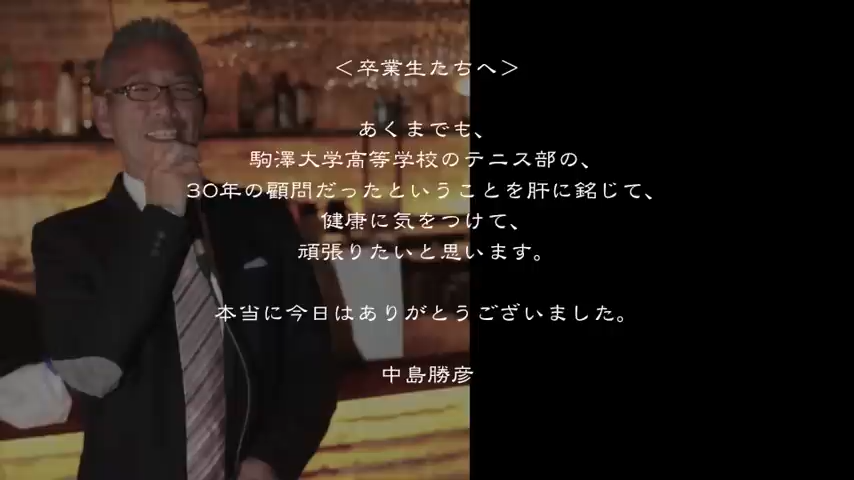 ＜卒業生たちへ＞
あくまでも、
駒澤大学高等学校のテニス部の、
30年の顧問だったということを肝に銘じて、
健康に気をつけて、
頑張りたいと思います。
本当に今日はありがとうございました。
中島勝彦